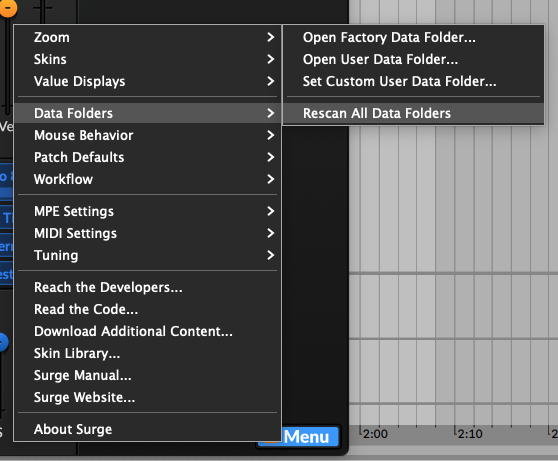 Zoom
Skins
Value Displays
Data Folders
Mouse Behavior
Patch Defaults
Workflow
MPE Settings
MIDI Settings
Tuning
Reach the Developers...
Read the Code...
Download Additional Content...
Skin Library...
Surge Manual...
Surge Website...
About Surge
Open Factory Data Folder...
Open User Data Folder...
Set Custom User Data Folder...
Rescan All Data Folders
Menu
2:00
2:10